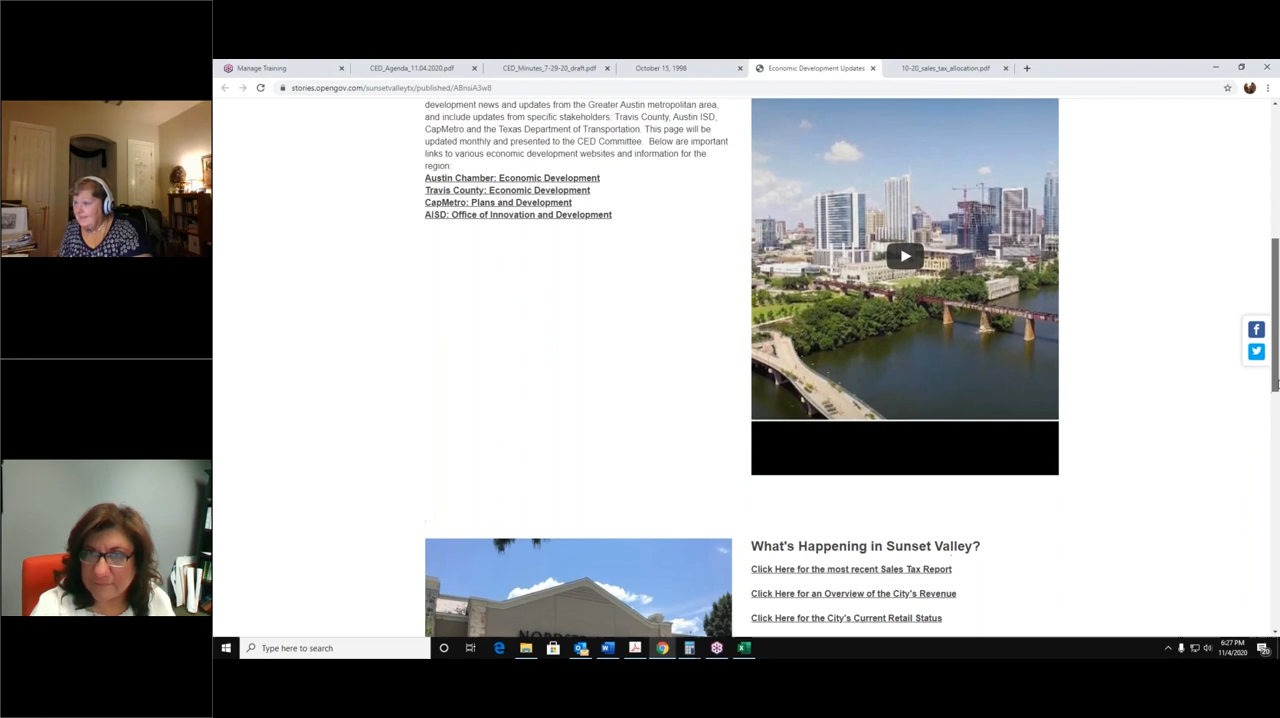 Manage Training
CED_Agenda_11.04.2020.pdf
CED_Minutes_7-29-20_draft.pdf
October 15, 1998
Economic Development Updates
10-20_sales_tax_allocation.pdf
stories.opengov.com/sunsetvalleytx/published/ABnsiA3w8
development news and updates from the Greater Austin metropolitan area,
and include updates from specific stakeholders: Travis County, Austin ISD,
CapMetro and the Texas Department of Transportation. This page will be
updated monthly and presented to the CED Committee. Below are important
links to various economic development websites and information for the
region:
Austin Chamber: Economic Development
Travis County: Economic Development
CapMetro: Plans and Development
AISD: Office of Innovation and Development
What's Happening in Sunset Valley?
Click Here for the most recent Sales Tax Report
Click Here for an Overview of the City's Revenue
Click Here for the City's Current Retail Status
Type here to search
6:27 PM
11/4/2020